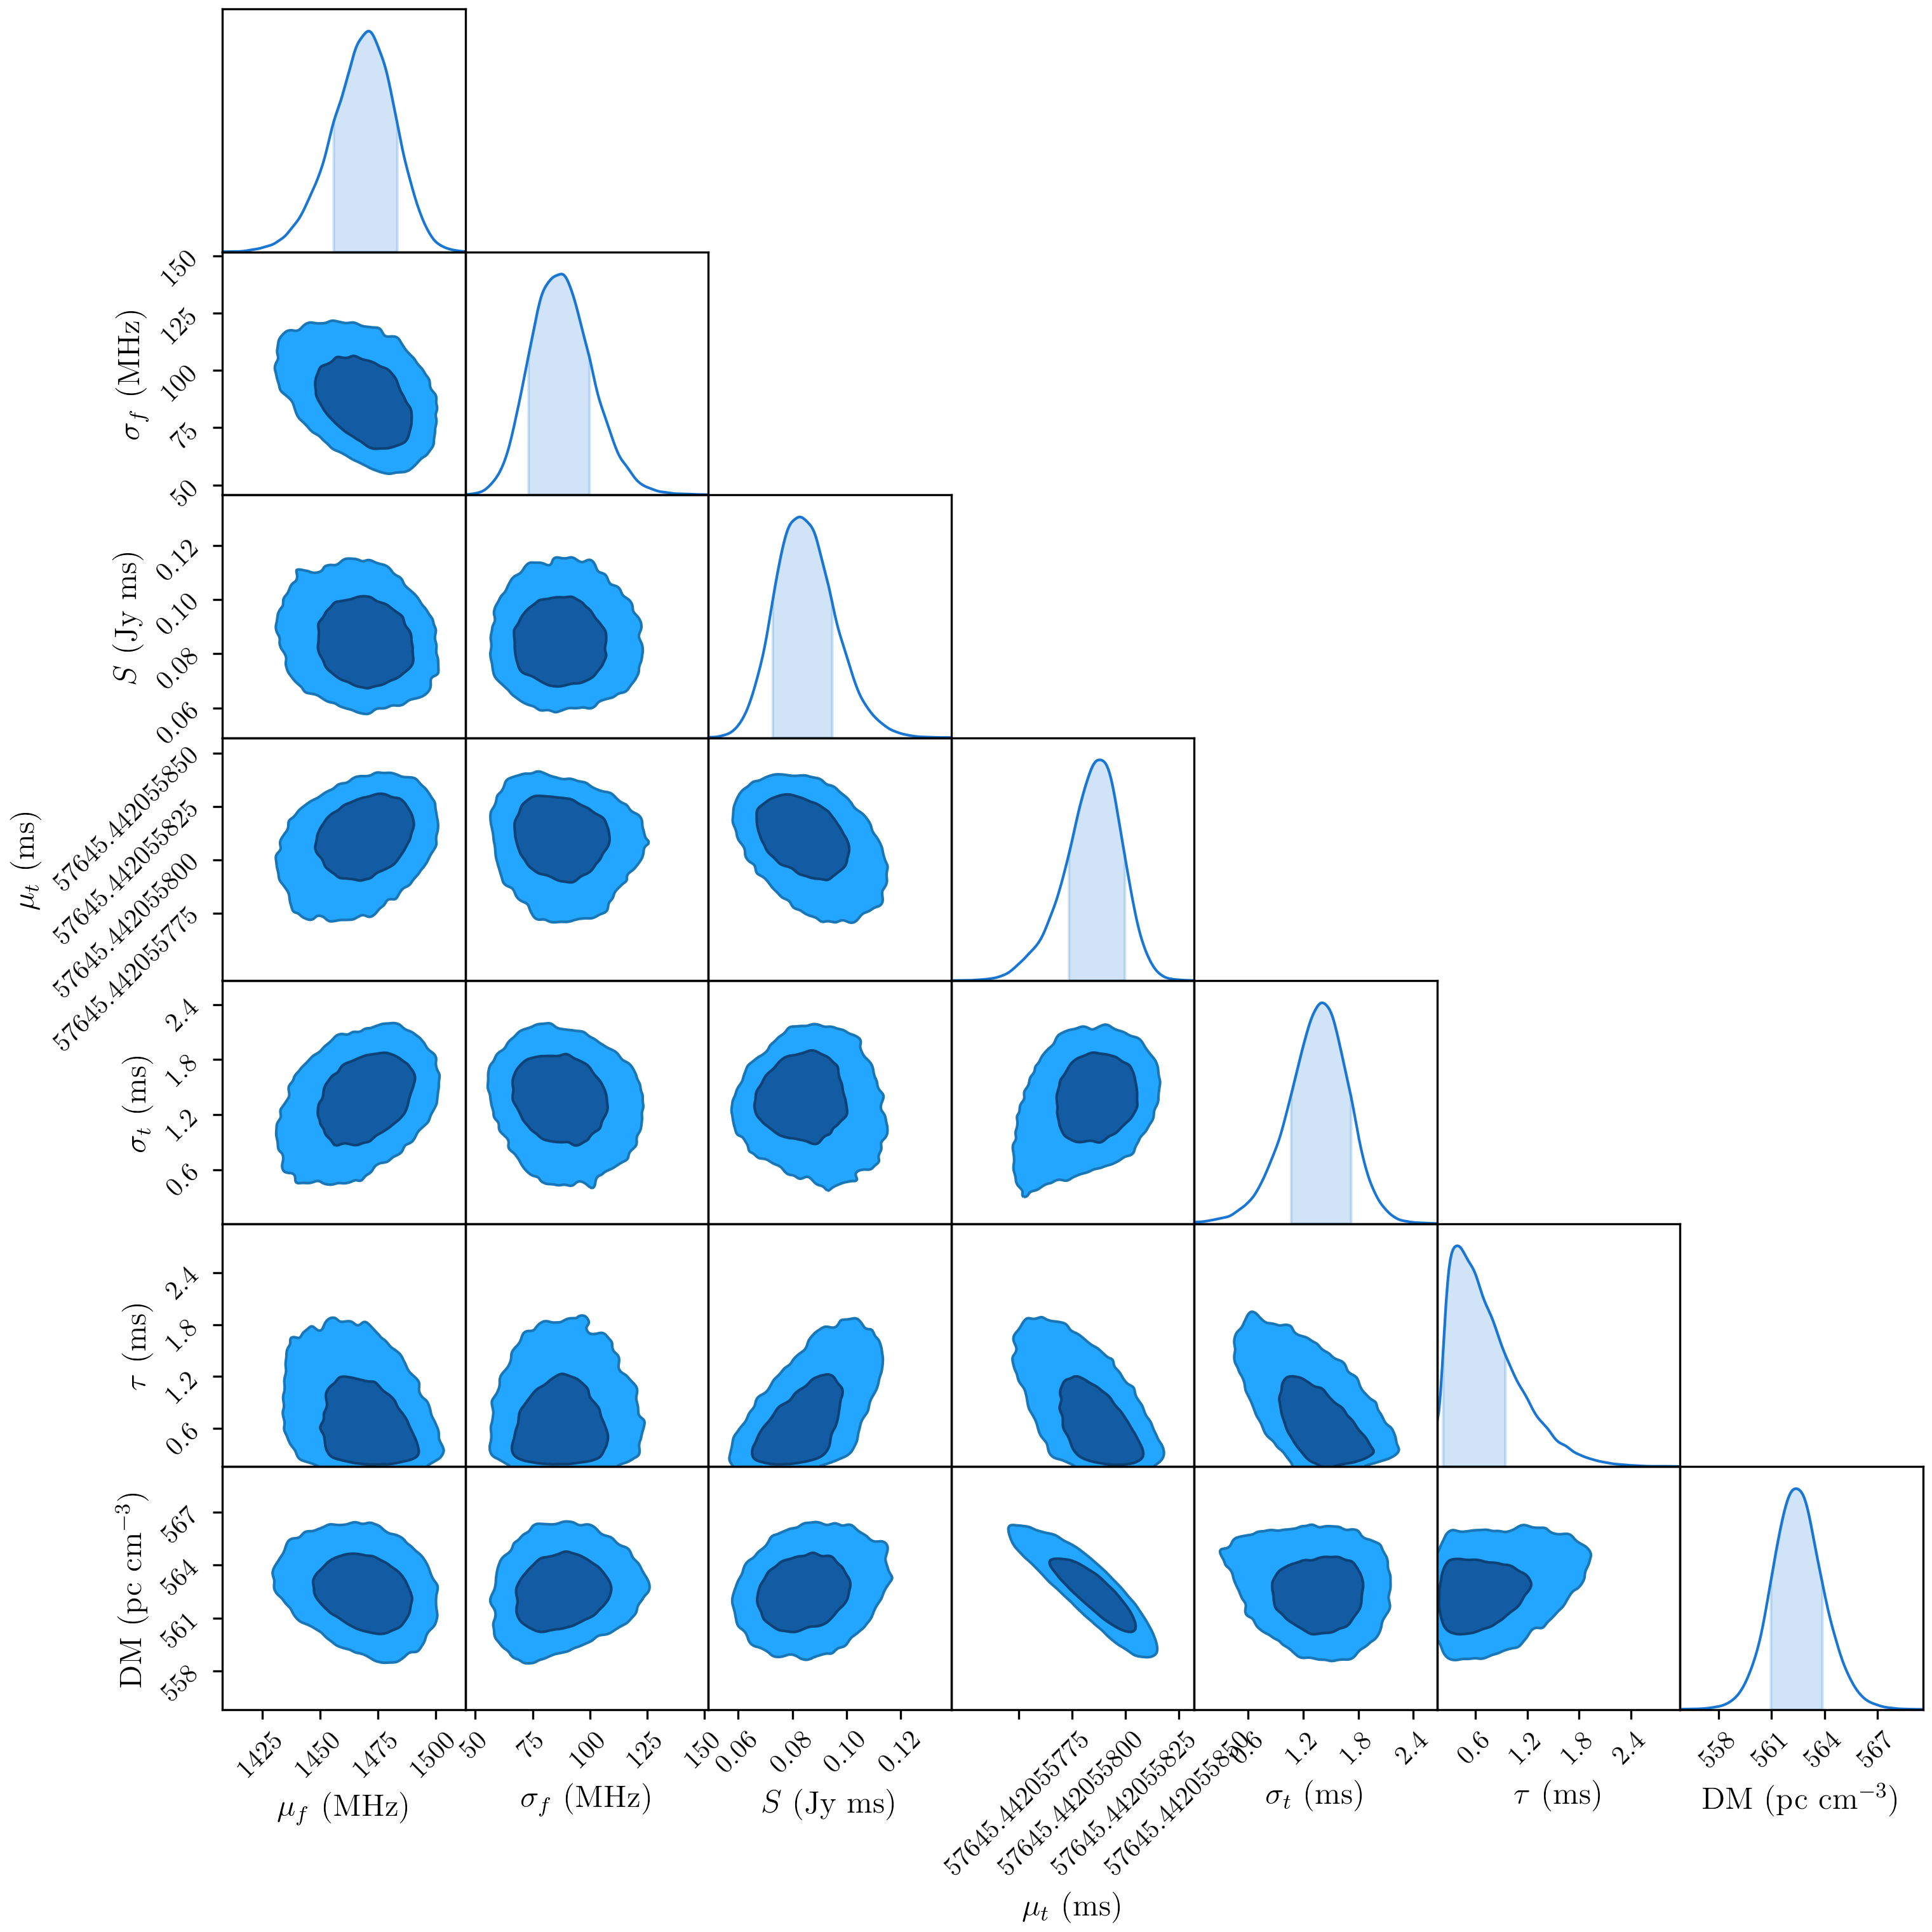 150
125
100
75
50
σ_f (MHz)
0.12
0.10
0.08
0.06
S (Jy ms)
57645.442055850
57645.442055825
57645.442055800
57645.442055775
μ_t (ms)
2.4
1.8
1.2
0.6
σ_t (ms)
2.4
1.8
1.2
0.6
τ (ms)
567
564
561
558
DM (pc cm⁻³)
1425 1450 1475 1500
μ_f (MHz)
50 75 100 125 150
σ_f (MHz)
0.06 0.08 0.10 0.12
S (Jy ms)
57645.442055775 57645.442055800 57645.442055825 57645.442055850
μ_t (ms)
0.6 1.2 1.8 2.4
σ_t (ms)
0.6 1.2 1.8 2.4
τ (ms)
558 561 564 567
DM (pc cm⁻³)